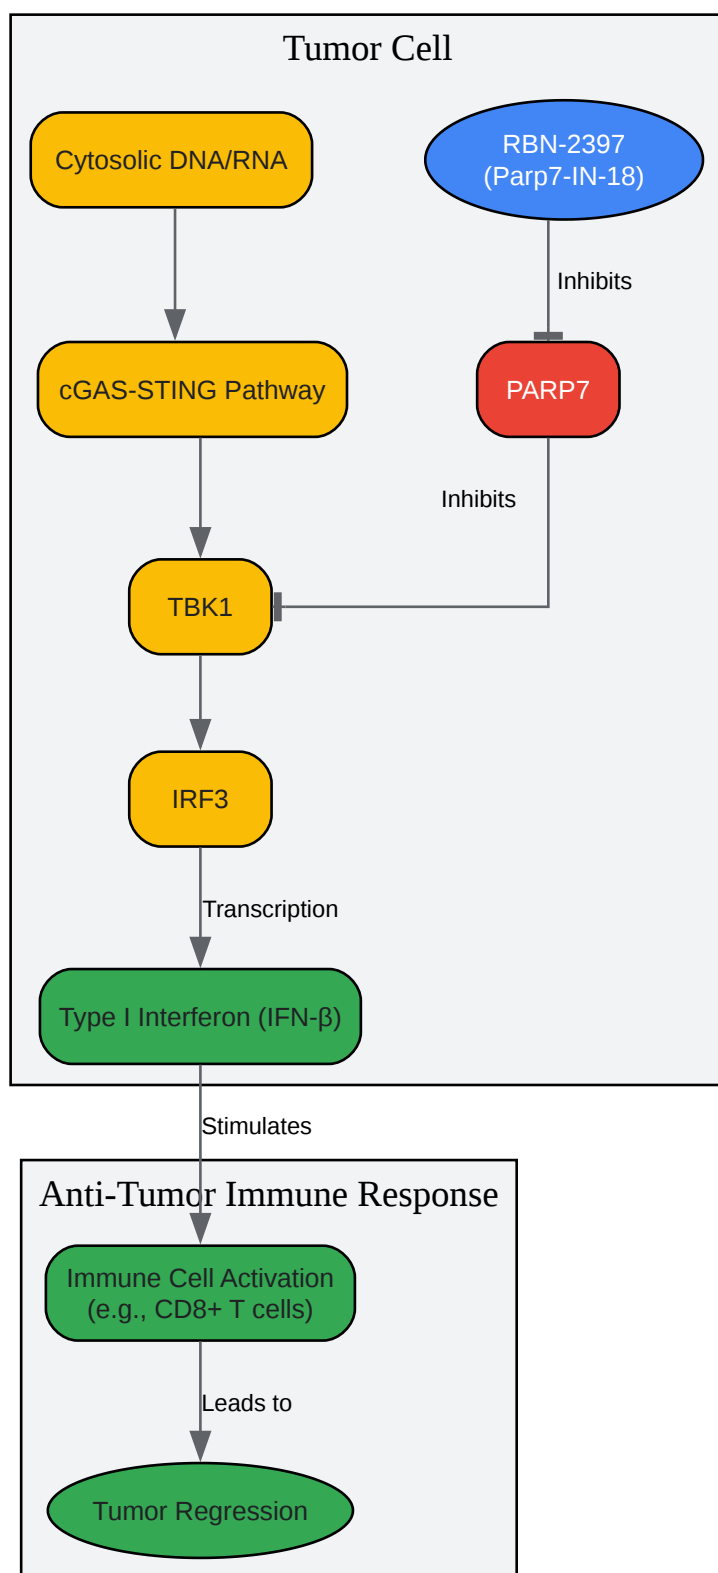 Tumor Cell
Cytosolic DNA/RNA
RBN-2397
(Parp7-IN-18)
Inhibits
cGAS-STING Pathway
PARP7
Inhibits
TBK1
IRF3
Transcription
Type I Interferon (IFN-β)
Stimulates
Anti-Tumor Immune Response
Immune Cell Activation
(e.g., CD8+ T cells)
Leads to
Tumor Regression